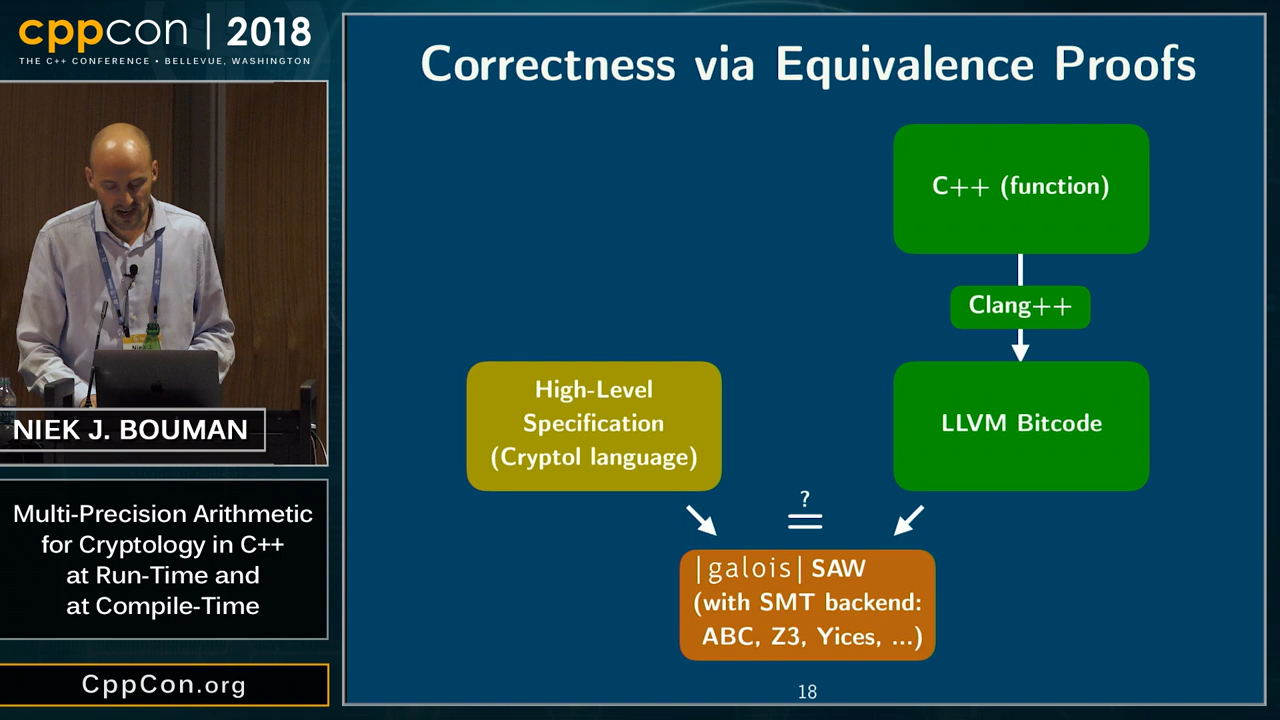 cppcon | 2018
THE C++ CONFERENCE • BELLEVUE, WASHINGTON
NIEK J. BOUMAN
Multi-Precision Arithmetic
for Cryptology in C++
at Run-Time and
at Compile-Time
CppCon.org
Correctness via Equivalence Proofs
C++ (function)
Clang++
LLVM Bitcode
High-Level
Specification
(Cryptol language)
?
=
|galois| SAW
(with SMT backend:
ABC, Z3, Yices, ...)
18